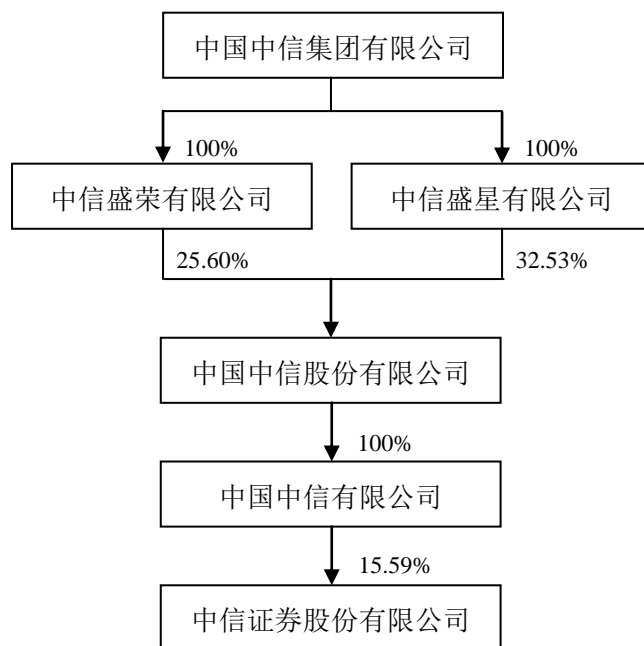 中国中信集团有限公司
100%
100%
中信盛荣有限公司
中信盛星有限公司
25.60%
32.53%
中国中信股份有限公司
100%
中国中信有限公司
15.59%
中信证券股份有限公司